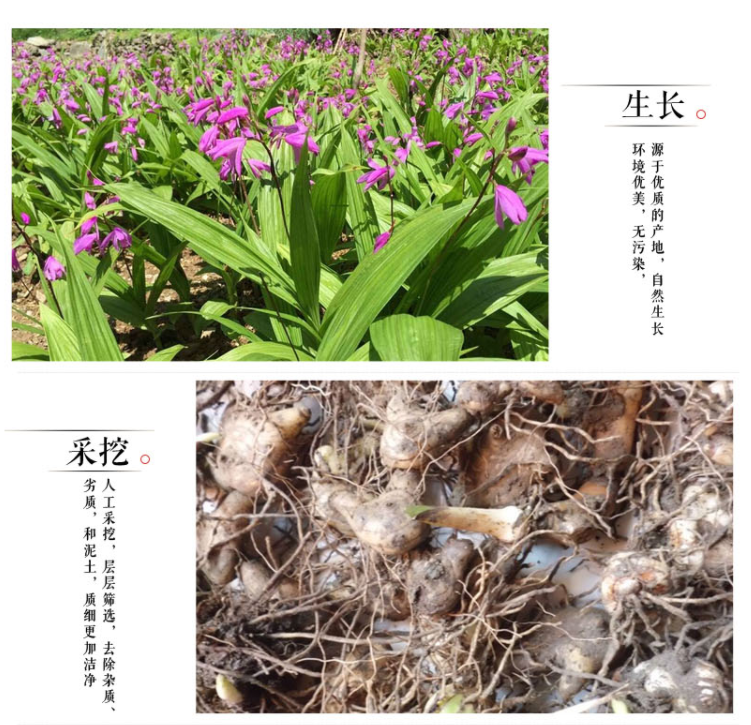 生长
源于优质的产地，自然生长
环境优美，无污染，
采挖
人工采挖，层层筛选，去除杂质、
劣质，和泥土，质细更加洁净